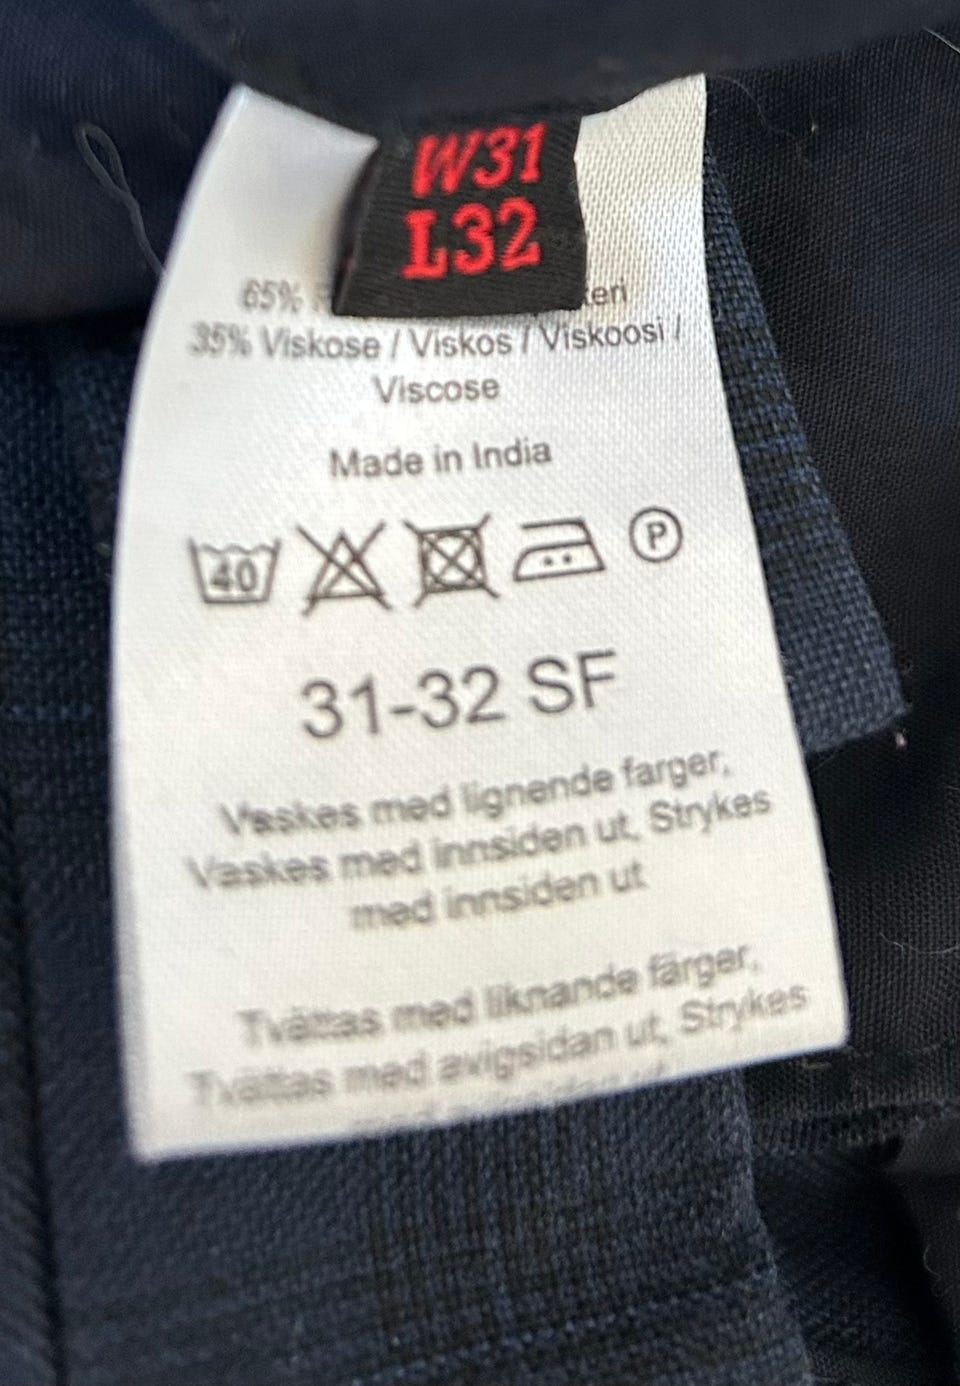 W31
L32
65%
35% Viskose / Viskos / Viskoosi /
Viscose
Made in India
40
P
31-32 SF
Vaskes med lignende farger,
Vaskes med innsiden ut, Strykes
med innsiden ut
Tvättas med liknande färger,
Tvättas med avigsidan ut, Strykes